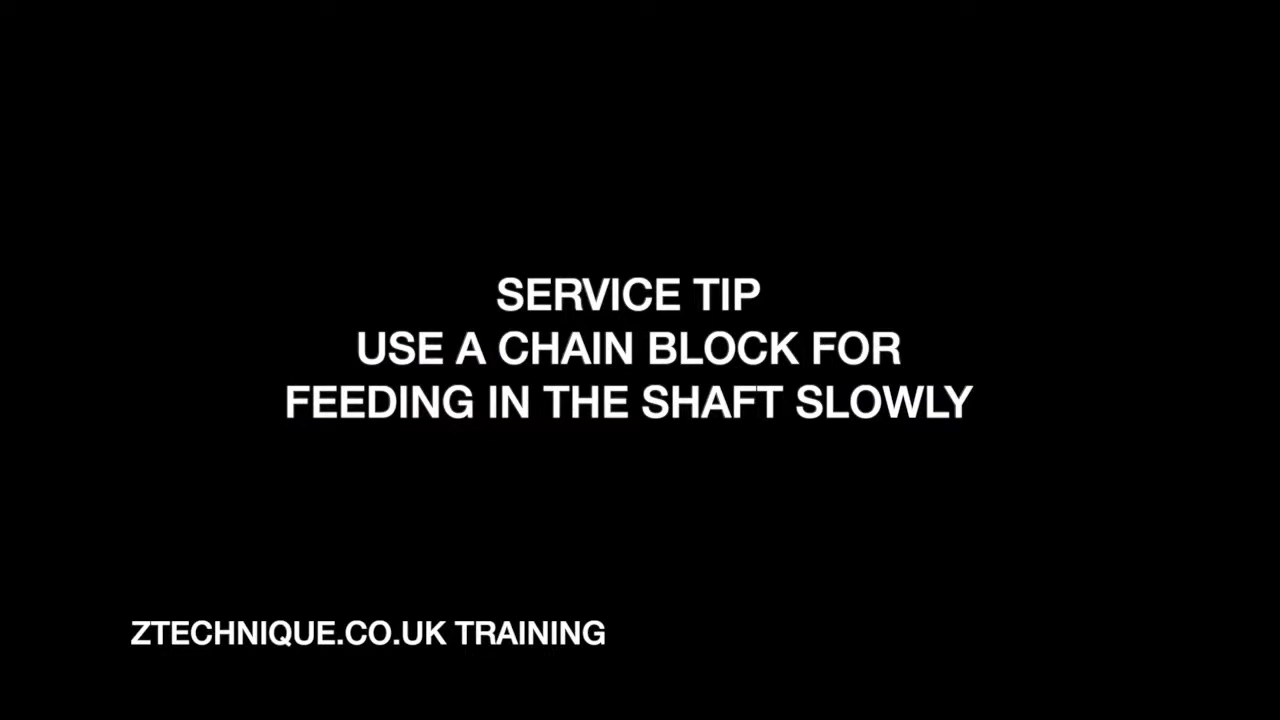 SERVICE TIP
USE A CHAIN BLOCK FOR
FEEDING IN THE SHAFT SLOWLY
ZTECHNIQUE.CO.UK TRAINING